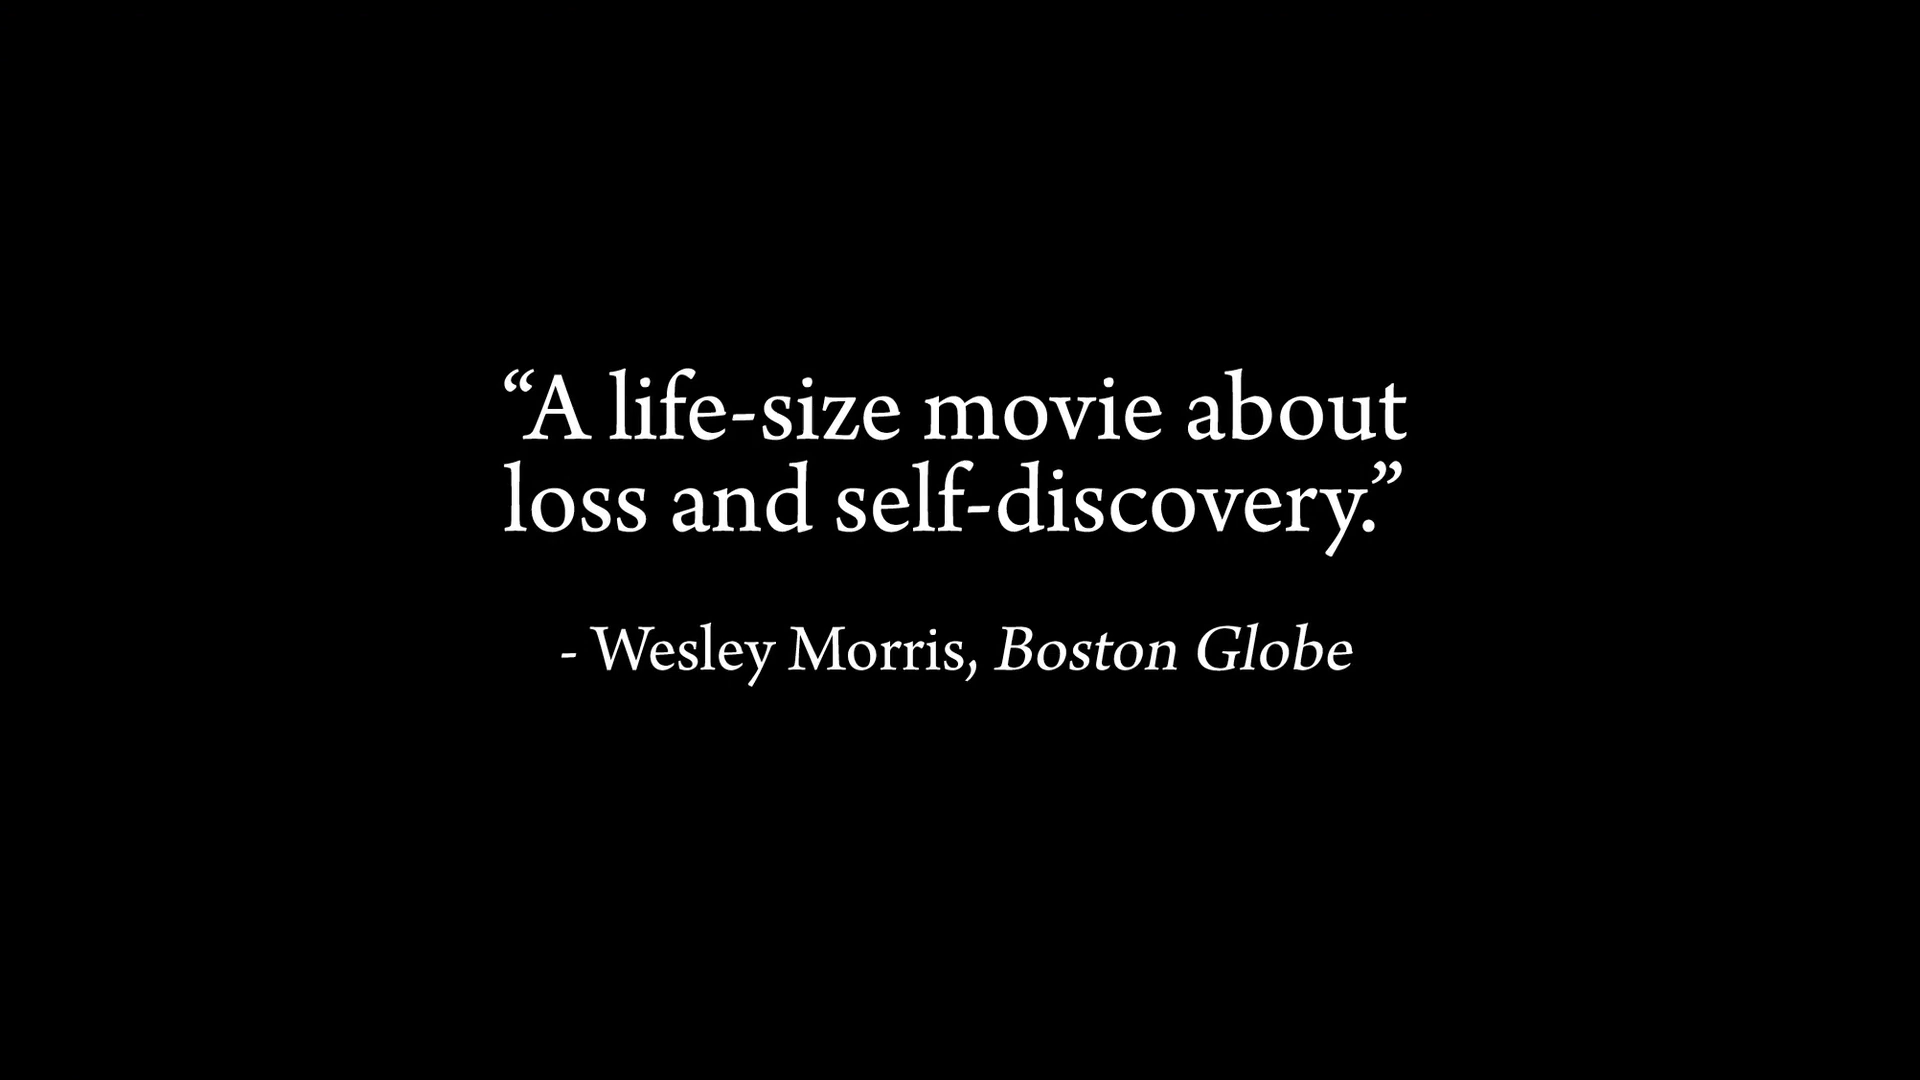 “A life-size movie about
loss and self-discovery.”
- Wesley Morris, Boston Globe